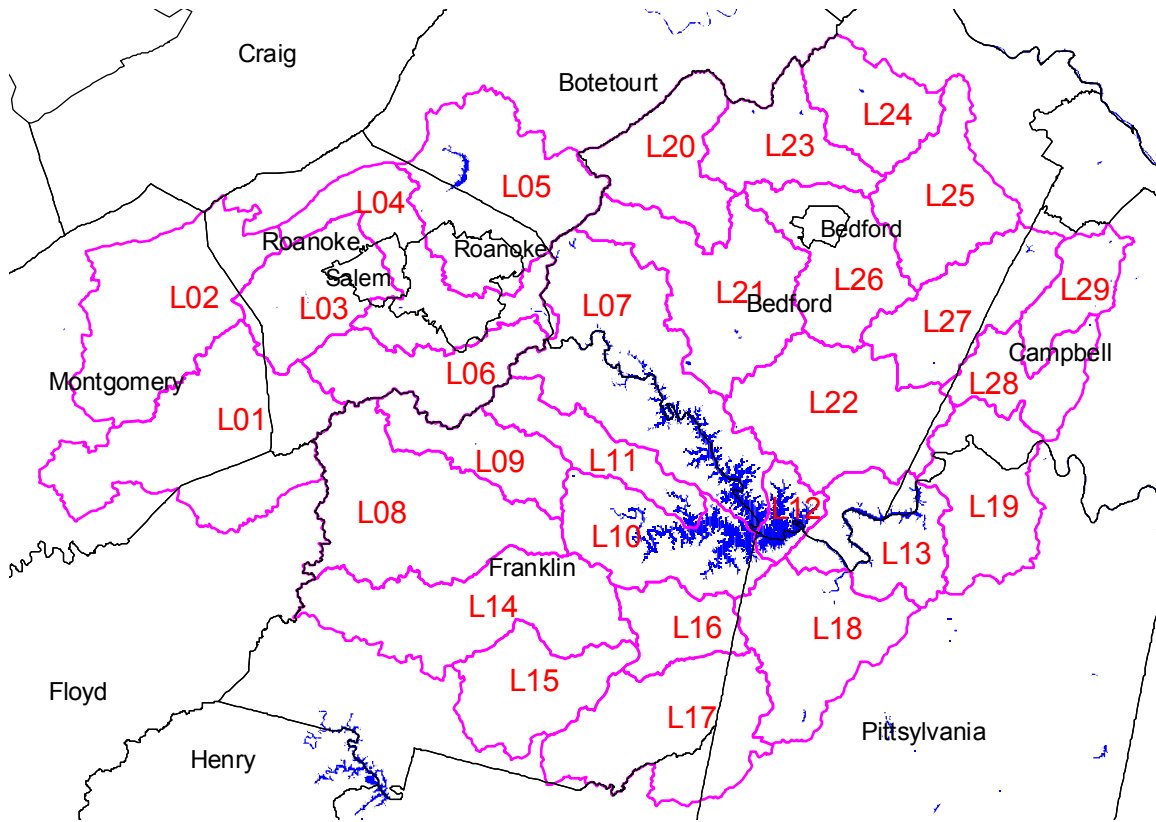 Craig
Botetourt
L24
L20
L23
L05
L25
L04
Roanoke
Roanoke
Bedford
Salem
L26
L02
L03
L07
L21
Bedford
L29
L27
Campbell
L06
Montgomery
L28
L22
L01
L09
L11
L08
L12
L19
L10
L13
Franklin
L14
L16
L18
L15
Floyd
L17
Pittsylvania
Henry